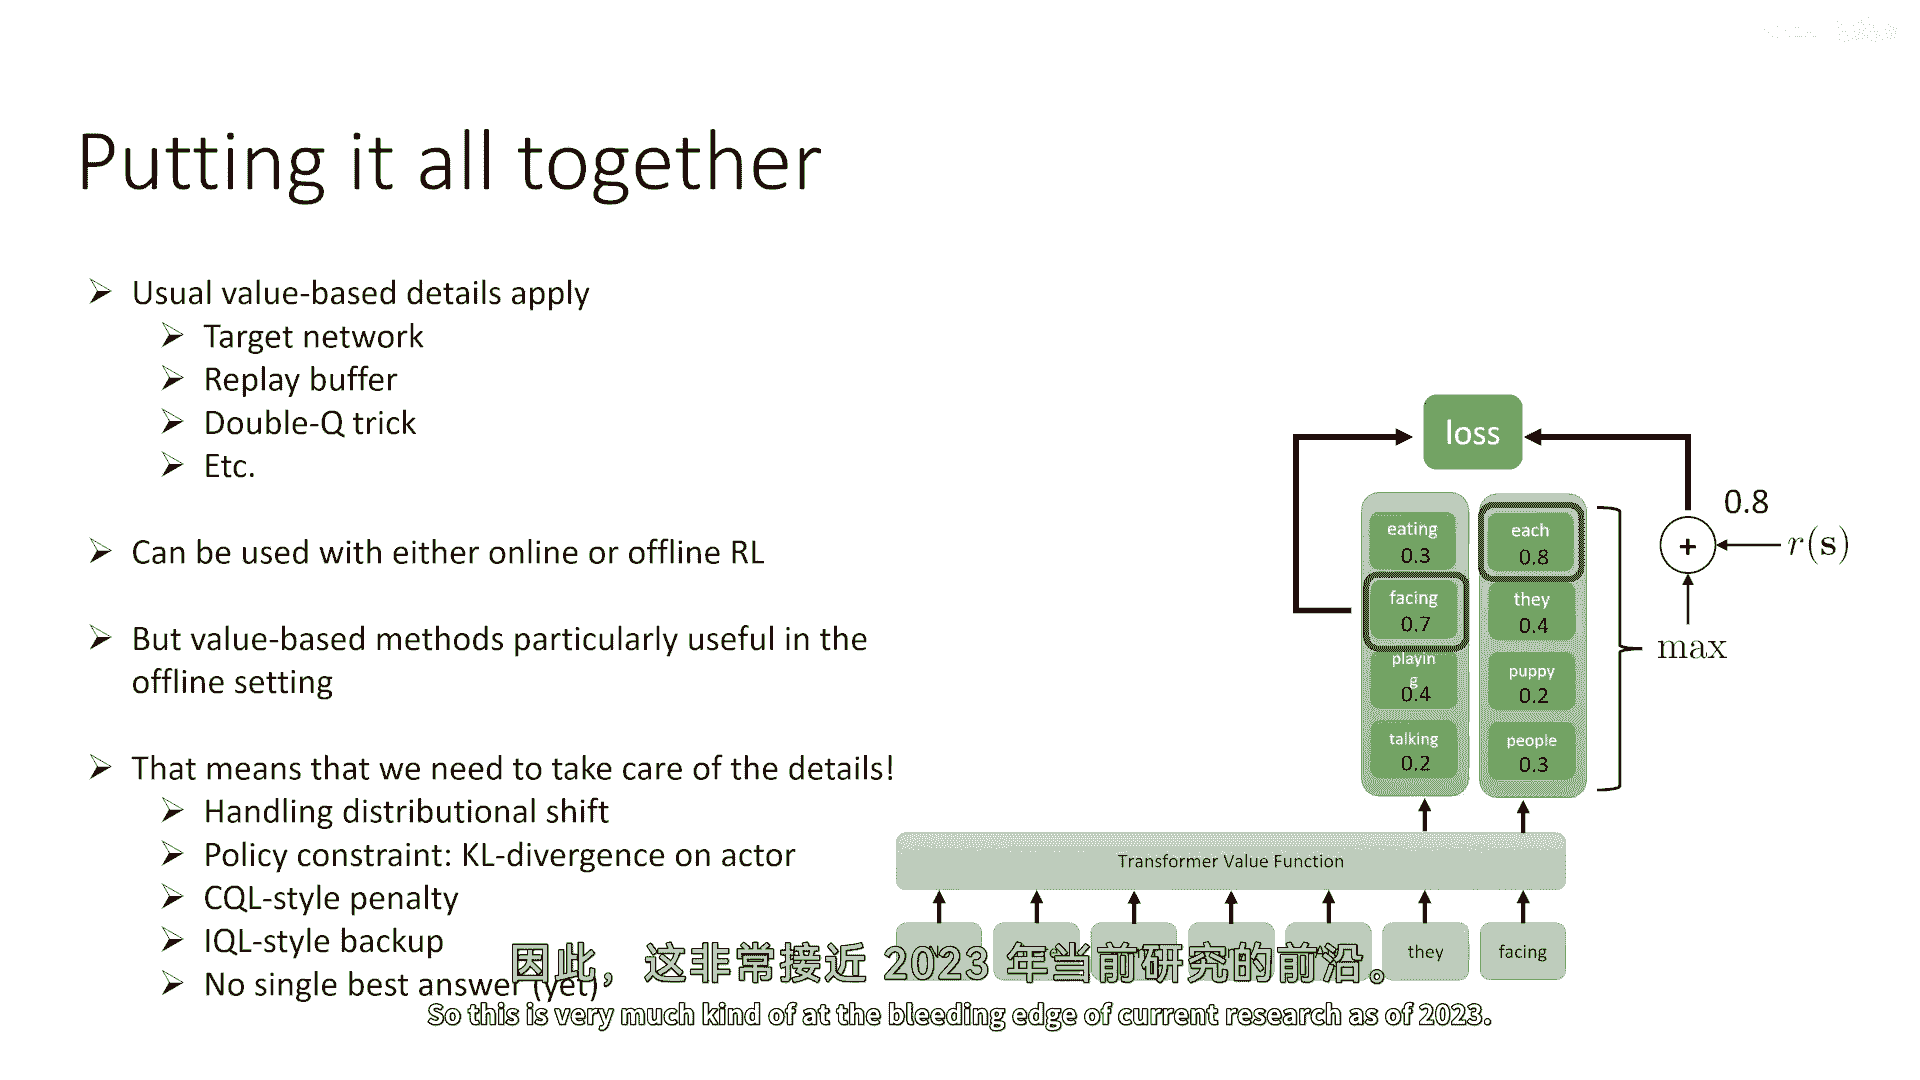 Putting it all together
Usual value-based details apply
Target network
Replay buffer
Double-Q trick
Etc.
Can be used with either online or offline RL
But value-based methods particularly useful in the
offline setting
That means that we need to take care of the details!
Handling distributional shift
Policy constraint: KL-divergence on actor
CQL-style penalty
IQL-style backup
No single best answer (yet)
loss
0.8
+
r(s)
max
eating
0.3
facing
0.7
playin
g
0.4
talking
0.2
each
0.8
they
0.4
puppy
0.2
people
0.3
Transformer Value Function
they
facing
因此，这非常接近 2023 年当前研究的前沿。
So this is very much kind of at the bleeding edge of current research as of 2023.